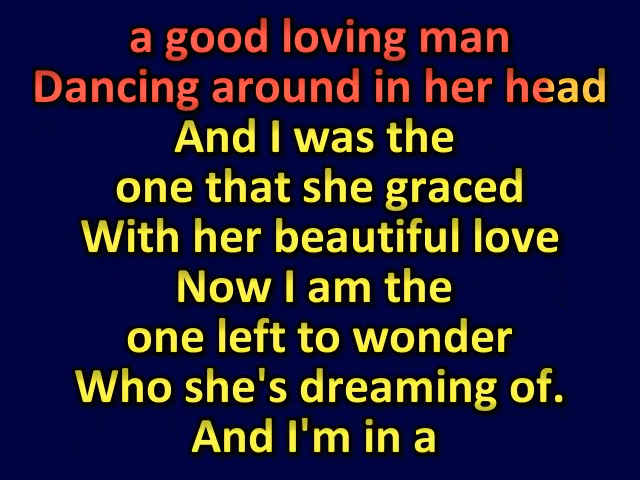 a good loving man
Dancing around in her head
And I was the
one that she graced
With her beautiful love
Now I am the
one left to wonder
Who she's dreaming of.
And I'm in a